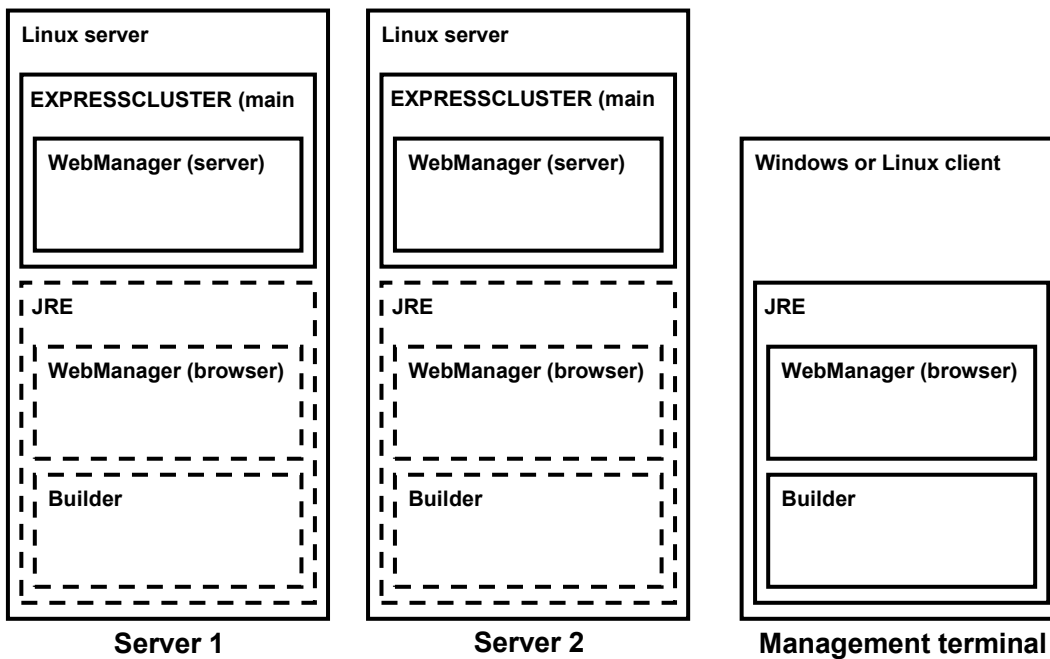 Linux server
EXPRESSCLUSTER (main
WebManager (server)
JRE
WebManager (browser)
Builder
Server 1
Linux server
EXPRESSCLUSTER (main
WebManager (server)
JRE
WebManager (browser)
Builder
Server 2
Windows or Linux client
JRE
WebManager (browser)
Builder
Management terminal